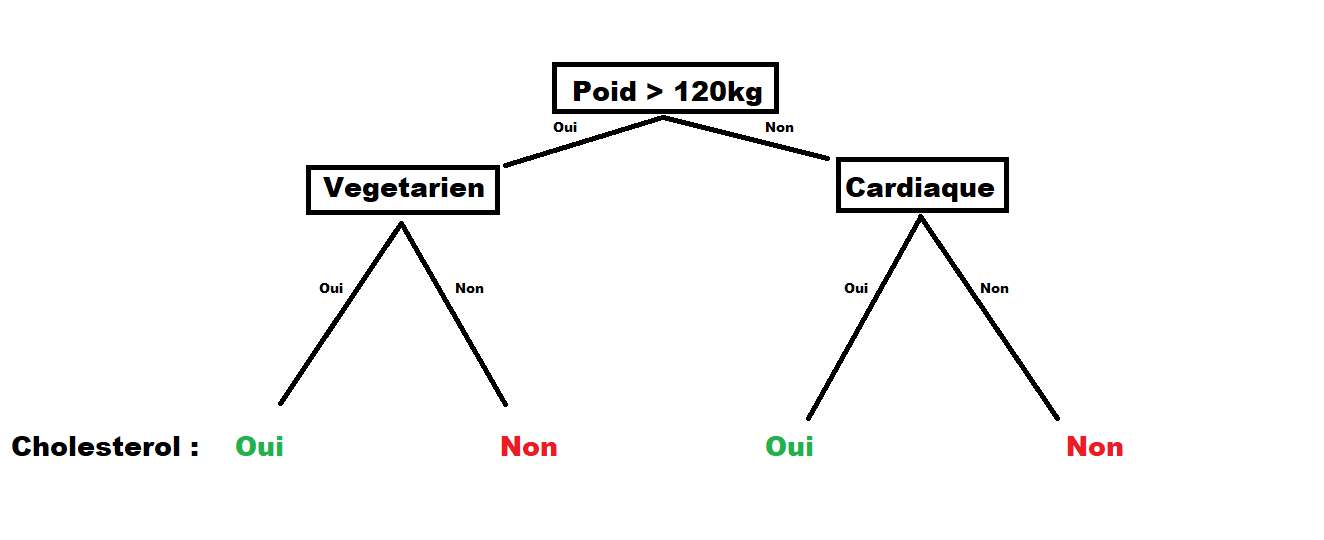 Poid > 120kg
Oui
Non
Vegetarien
Cardiaque
Oui
Non
Oui
Non
Cholesterol : Oui Non Oui Non